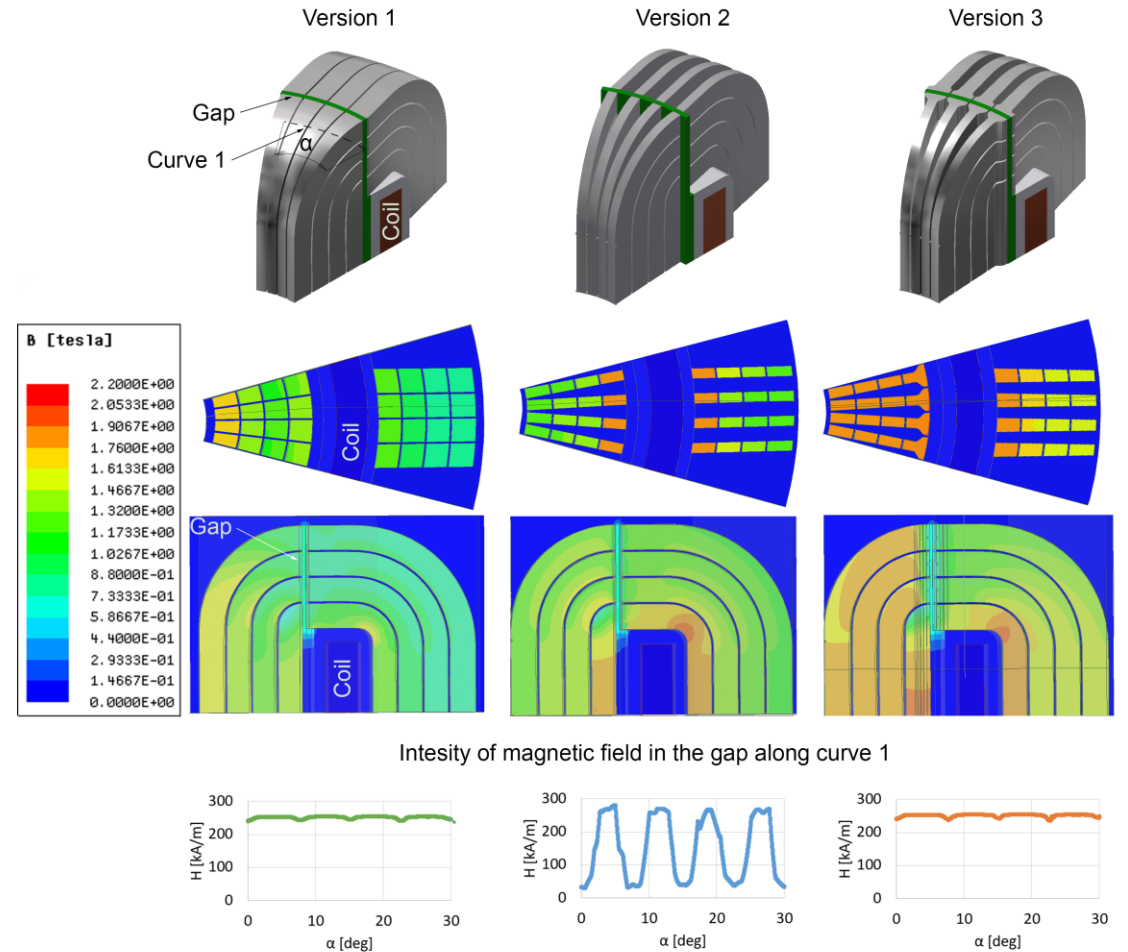 Version 1
Version 2
Version 3
Gap
Curve 1
α
Coil
B [tesla]
2.2000E+00
2.0533E+00
1.9067E+00
1.7600E+00
1.6133E+00
1.4667E+00
1.3200E+00
1.1733E+00
1.0267E+00
8.8000E-01
7.3333E-01
5.8667E-01
4.4000E-01
2.9333E-01
1.4667E-01
0.0000E+00
Coil
Gap
Coil
Intesity of magnetic field in the gap along curve 1
H [kA/m]
300
200
100
0
0
10
20
30
α [deg]
H [kA/m]
300
200
100
0
0
10
20
30
α [deg]
H [kA/m]
300
200
100
0
0
10
20
30
α [deg]